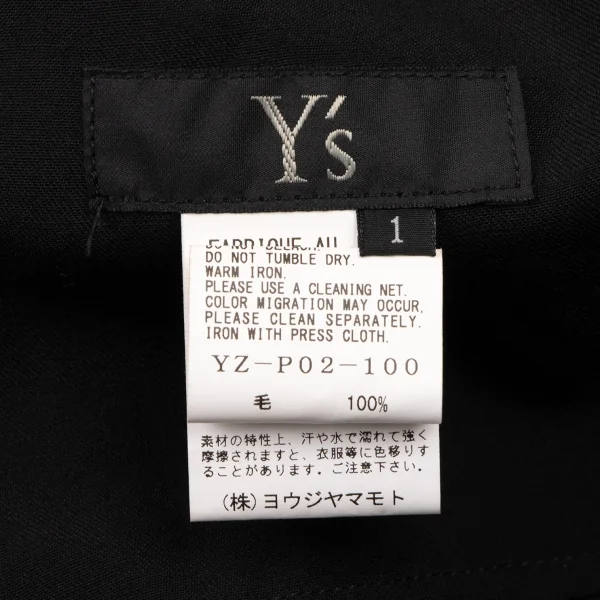 Y's
1
DO NOT TUMBLE DRY.
WARM IRON.
PLEASE USE A CLEANING NET.
COLOR MIGRATION MAY OCCUR,
PLEASE CLEAN SEPARATELY.
IRON WITH PRESS CLOTH.
YZ-P02-100
毛 100%
素材の特性上、汗や水で濡れて強く
摩擦されますと、衣服等に色移りす
ることがあります。ご注意下さい。
(株)ヨウジヤマモト